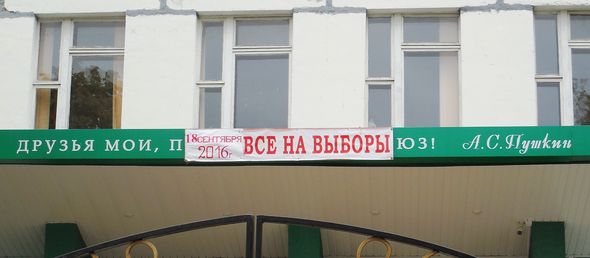 ДРУЗЬЯ МОИ, П
18 СЕНТЯБРЯ
2016г.
ВСЕ НА ВЫБОРЫ
ЮЗ! А.С.Пушкин